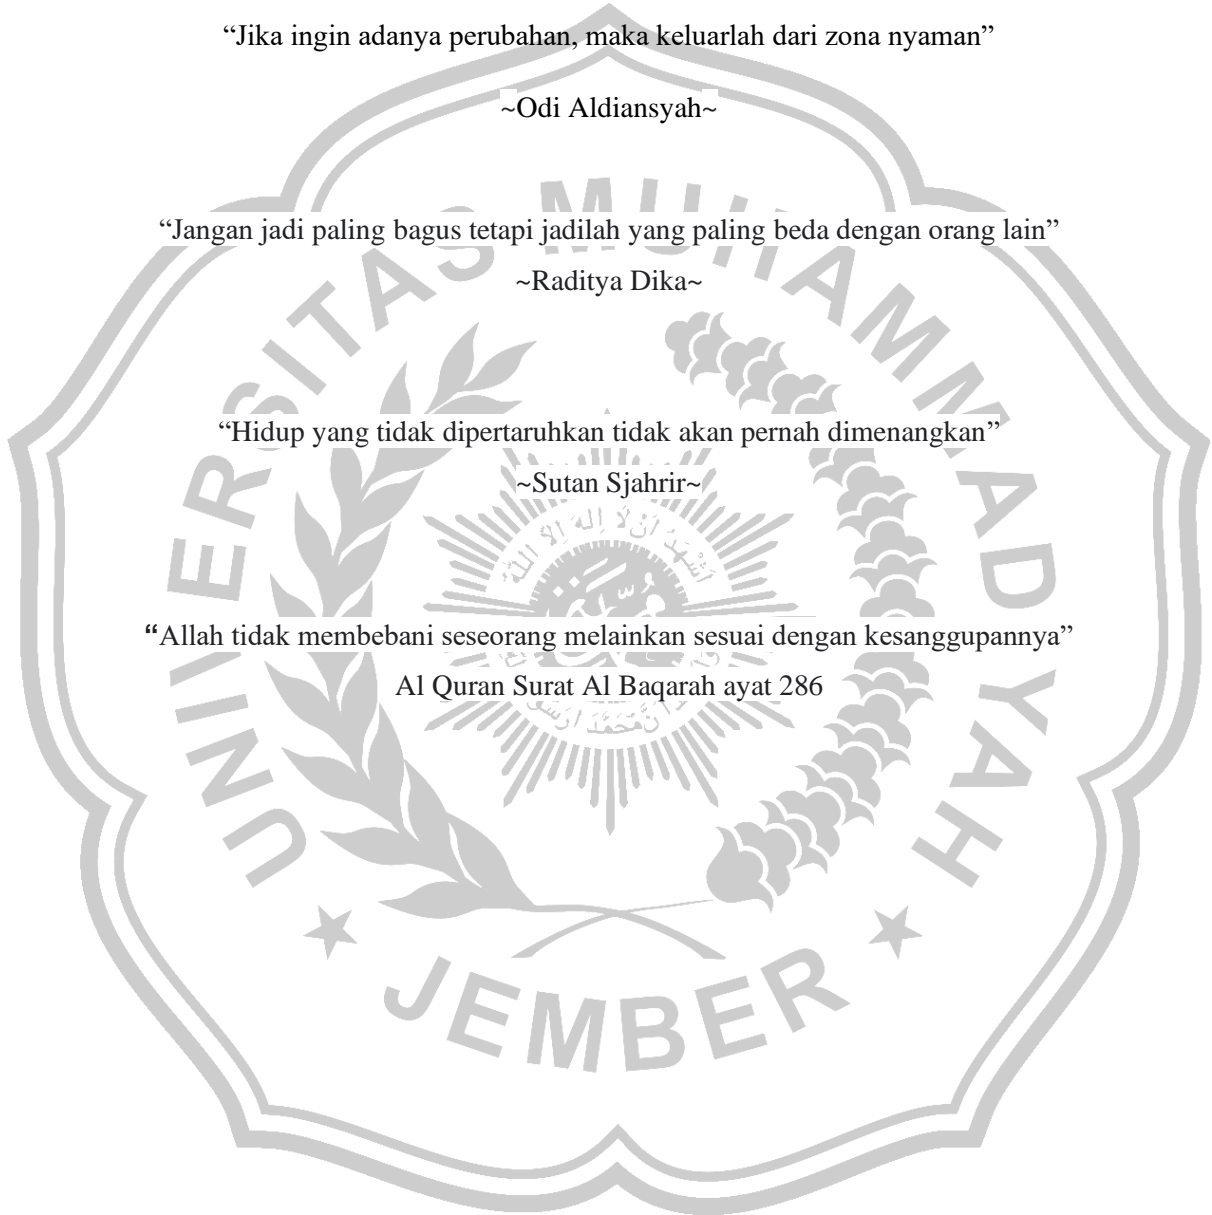 “Jika ingin adanya perubahan, maka keluarlah dari zona nyaman”
~Odi Aldiansyah~
“Jangan jadi paling bagus tetapi jadilah yang paling beda dengan orang lain”
~Raditya Dika~
“Hidup yang tidak dipertaruhkan tidak akan pernah dimenangkan”
~Sutan Sjahrir~
“Allah tidak membebani seseorang melainkan sesuai dengan kesanggupannya”
Al Quran Surat Al Baqarah ayat 286
UNIVERSITAS MUHAMMADYAH
JEMBER